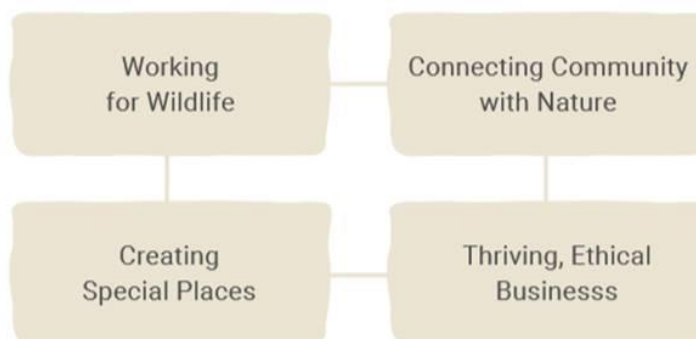 Working
for Wildlife
Connecting Community
with Nature
Creating
Special Places
Thriving, Ethical
Businesss